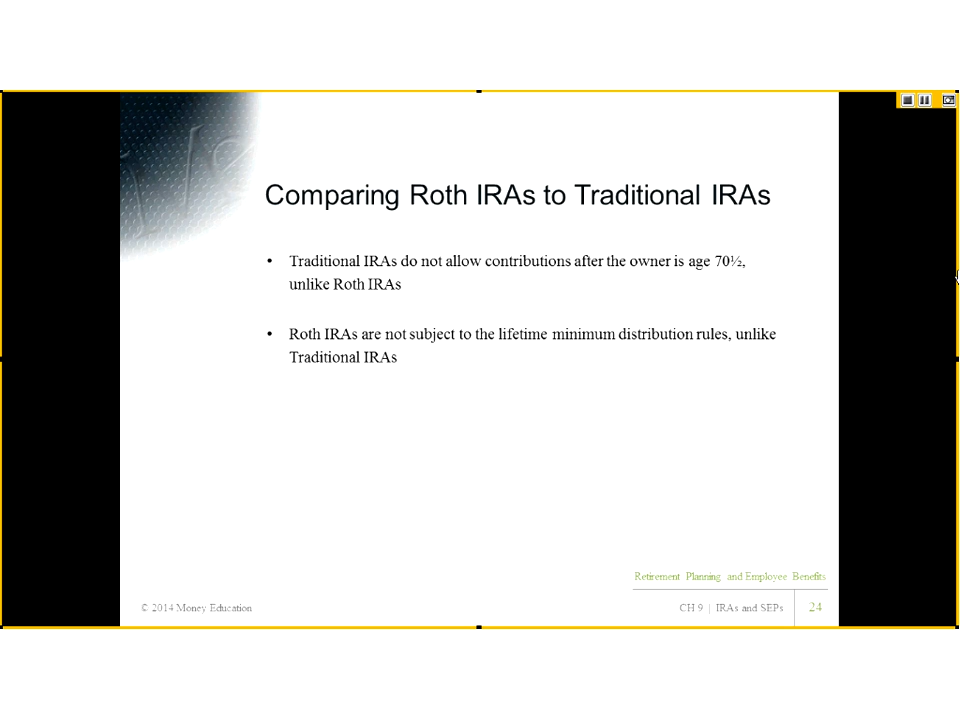 Comparing Roth IRAs to Traditional IRAs
• Traditional IRAs do not allow contributions after the owner is age 70½,
unlike Roth IRAs
• Roth IRAs are not subject to the lifetime minimum distribution rules, unlike
Traditional IRAs
Retirement Planning and Employee Benefits
© 2014 Money Education
CH 9 | IRAs and SEPs
24